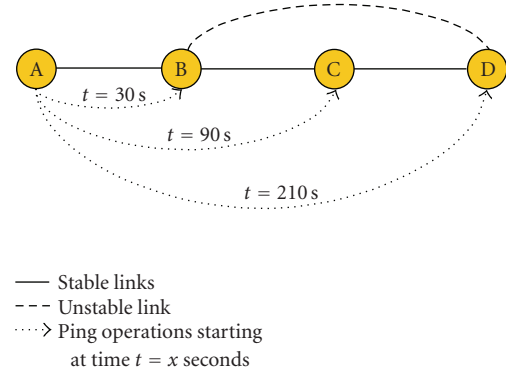 A
B
C
D
t = 30 s
t = 90 s
t = 210 s
Stable links
Unstable link
Ping operations starting
at time t = x seconds